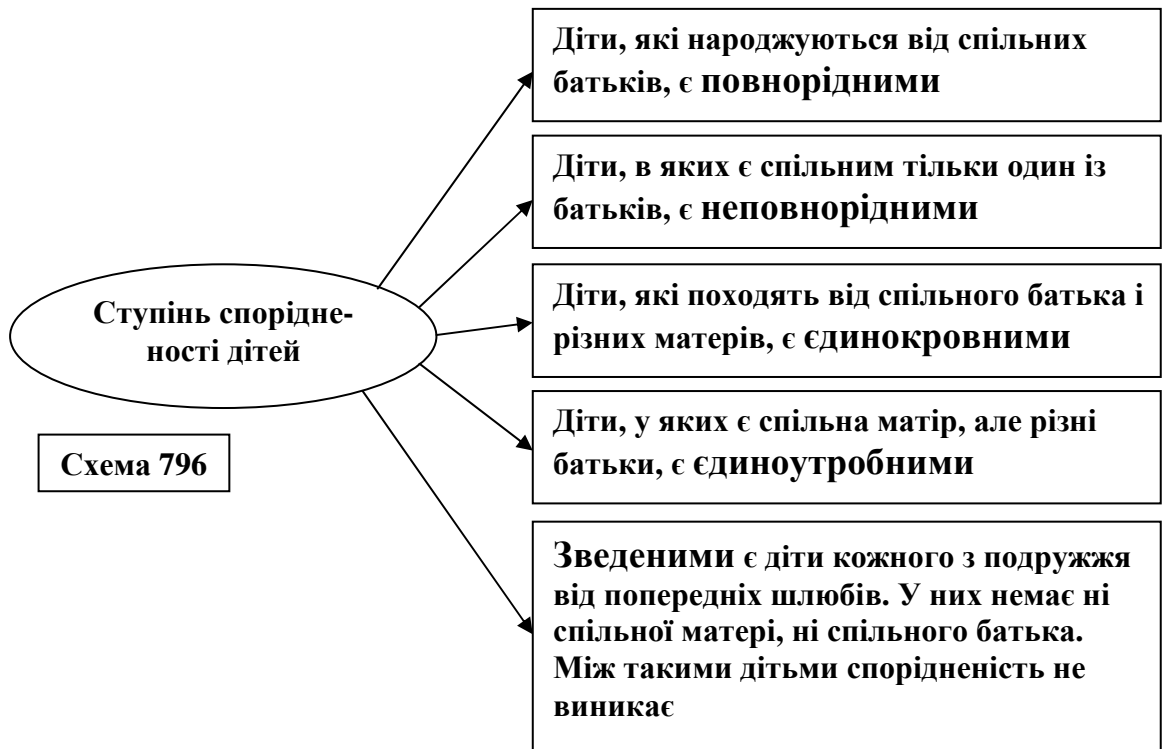 Діти, які народжуються від спільних
батьків, є повнорідними
Діти, в яких є спільним тільки один із
батьків, є неповнорідними
Ступінь спорідне-
ності дітей
Діти, які походять від спільного батька і
різних матерів, є єдинокровними
Діти, у яких є спільна матір, але різні
батьки, є єдиноутробними
Схема 796
Зведеними є діти кожного з подружжя
від попередніх шлюбів. У них немає ні
спільної матері, ні спільного батька.
Між такими дітьми спорідненість не
виникає